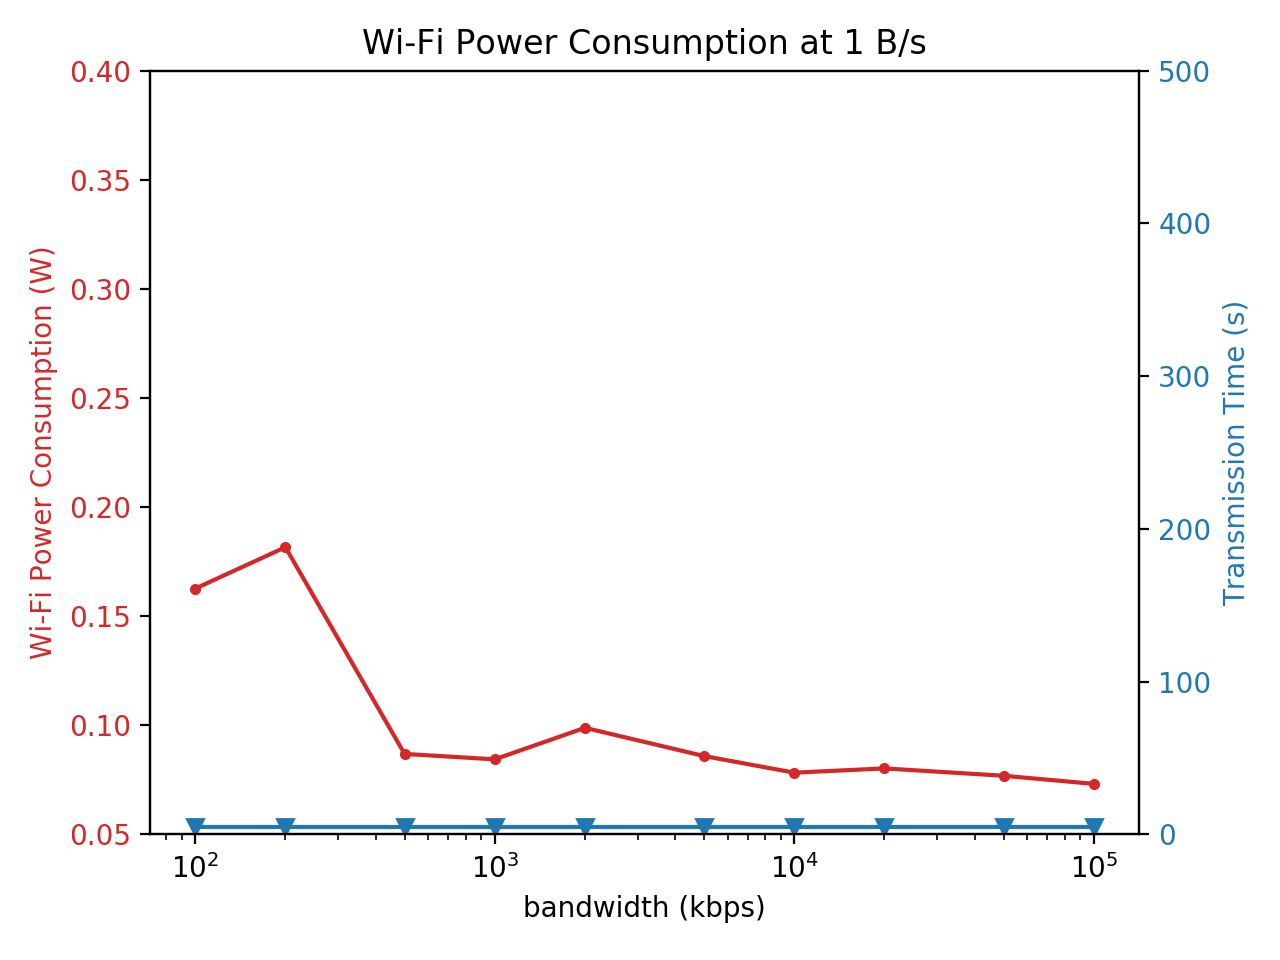 Wi-Fi Power Consumption at 1 B/s
Wi-Fi Power Consumption (W)
0.40
0.35
0.30
0.25
0.20
0.15
0.10
0.05
500
400
300
200
100
0
Transmission Time (s)
10² 10³ 10⁴ 10⁵
bandwidth (kbps)